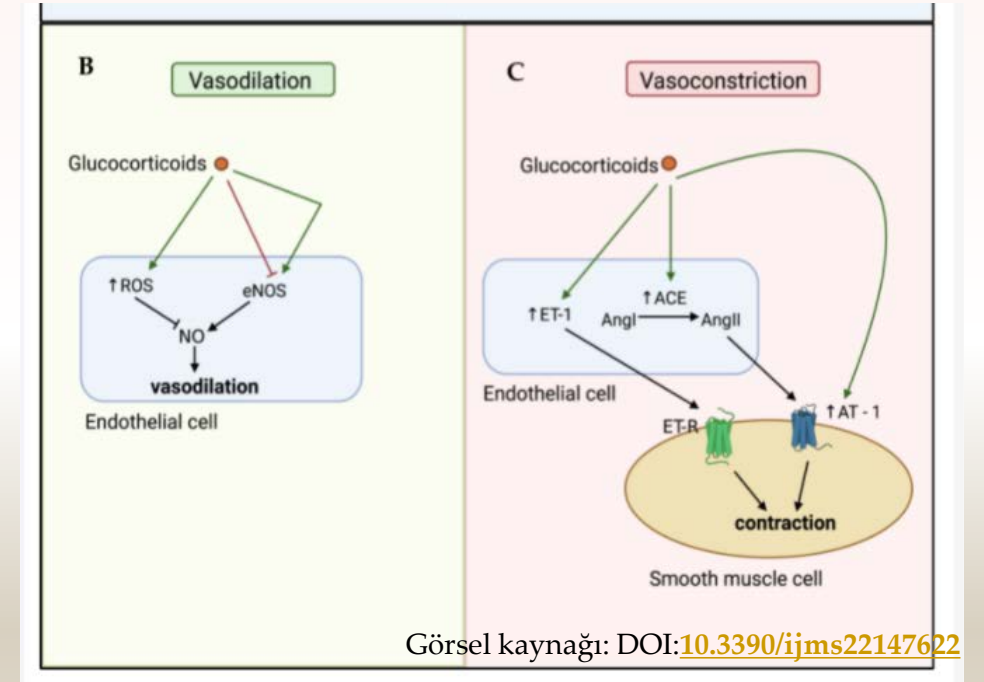 B
Vasodilation
Glucocorticoids
↑ROS
eNOS
NO
vasodilation
Endothelial cell
C
Vasoconstriction
Glucocorticoids
↑ET-1
↑ACE
AngI
AngII
Endothelial cell
ET-R
↑AT - 1
contraction
Smooth muscle cell
Görsel kaynağı: DOI:10.3390/ijms22147622